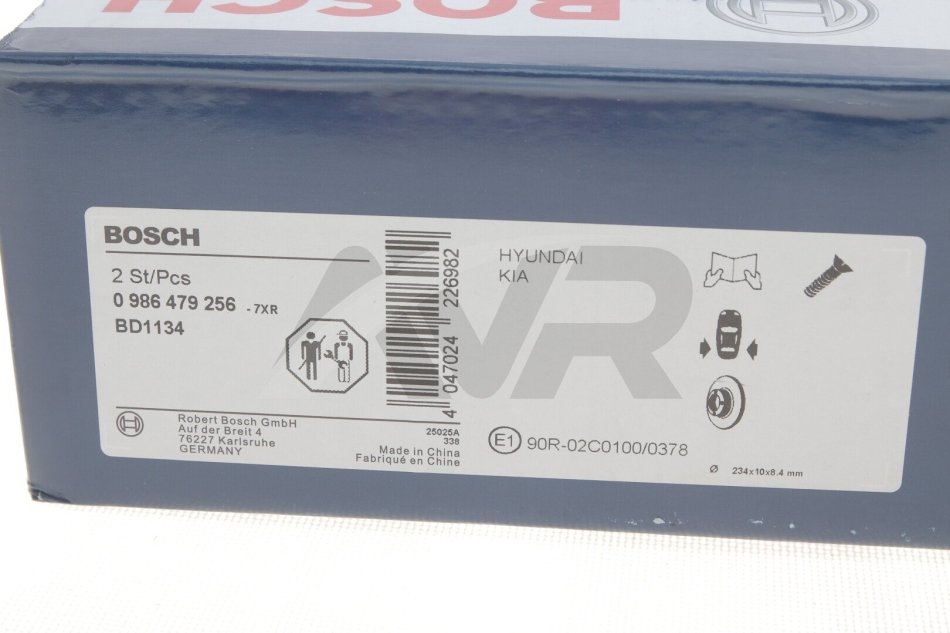 BOSCH
BOSCH
2 St/Pcs
0 986 479 256 - 7XR
BD1134
4 047024 226982
Robert Bosch GmbH
Auf der Breit 4
76227 Karlsruhe
GERMANY
25025A
338
Made in China
Fabriqué en Chine
HYUNDAI
KIA
E1 90R-02C0100/0378
Ø 234x10x8.4 mm